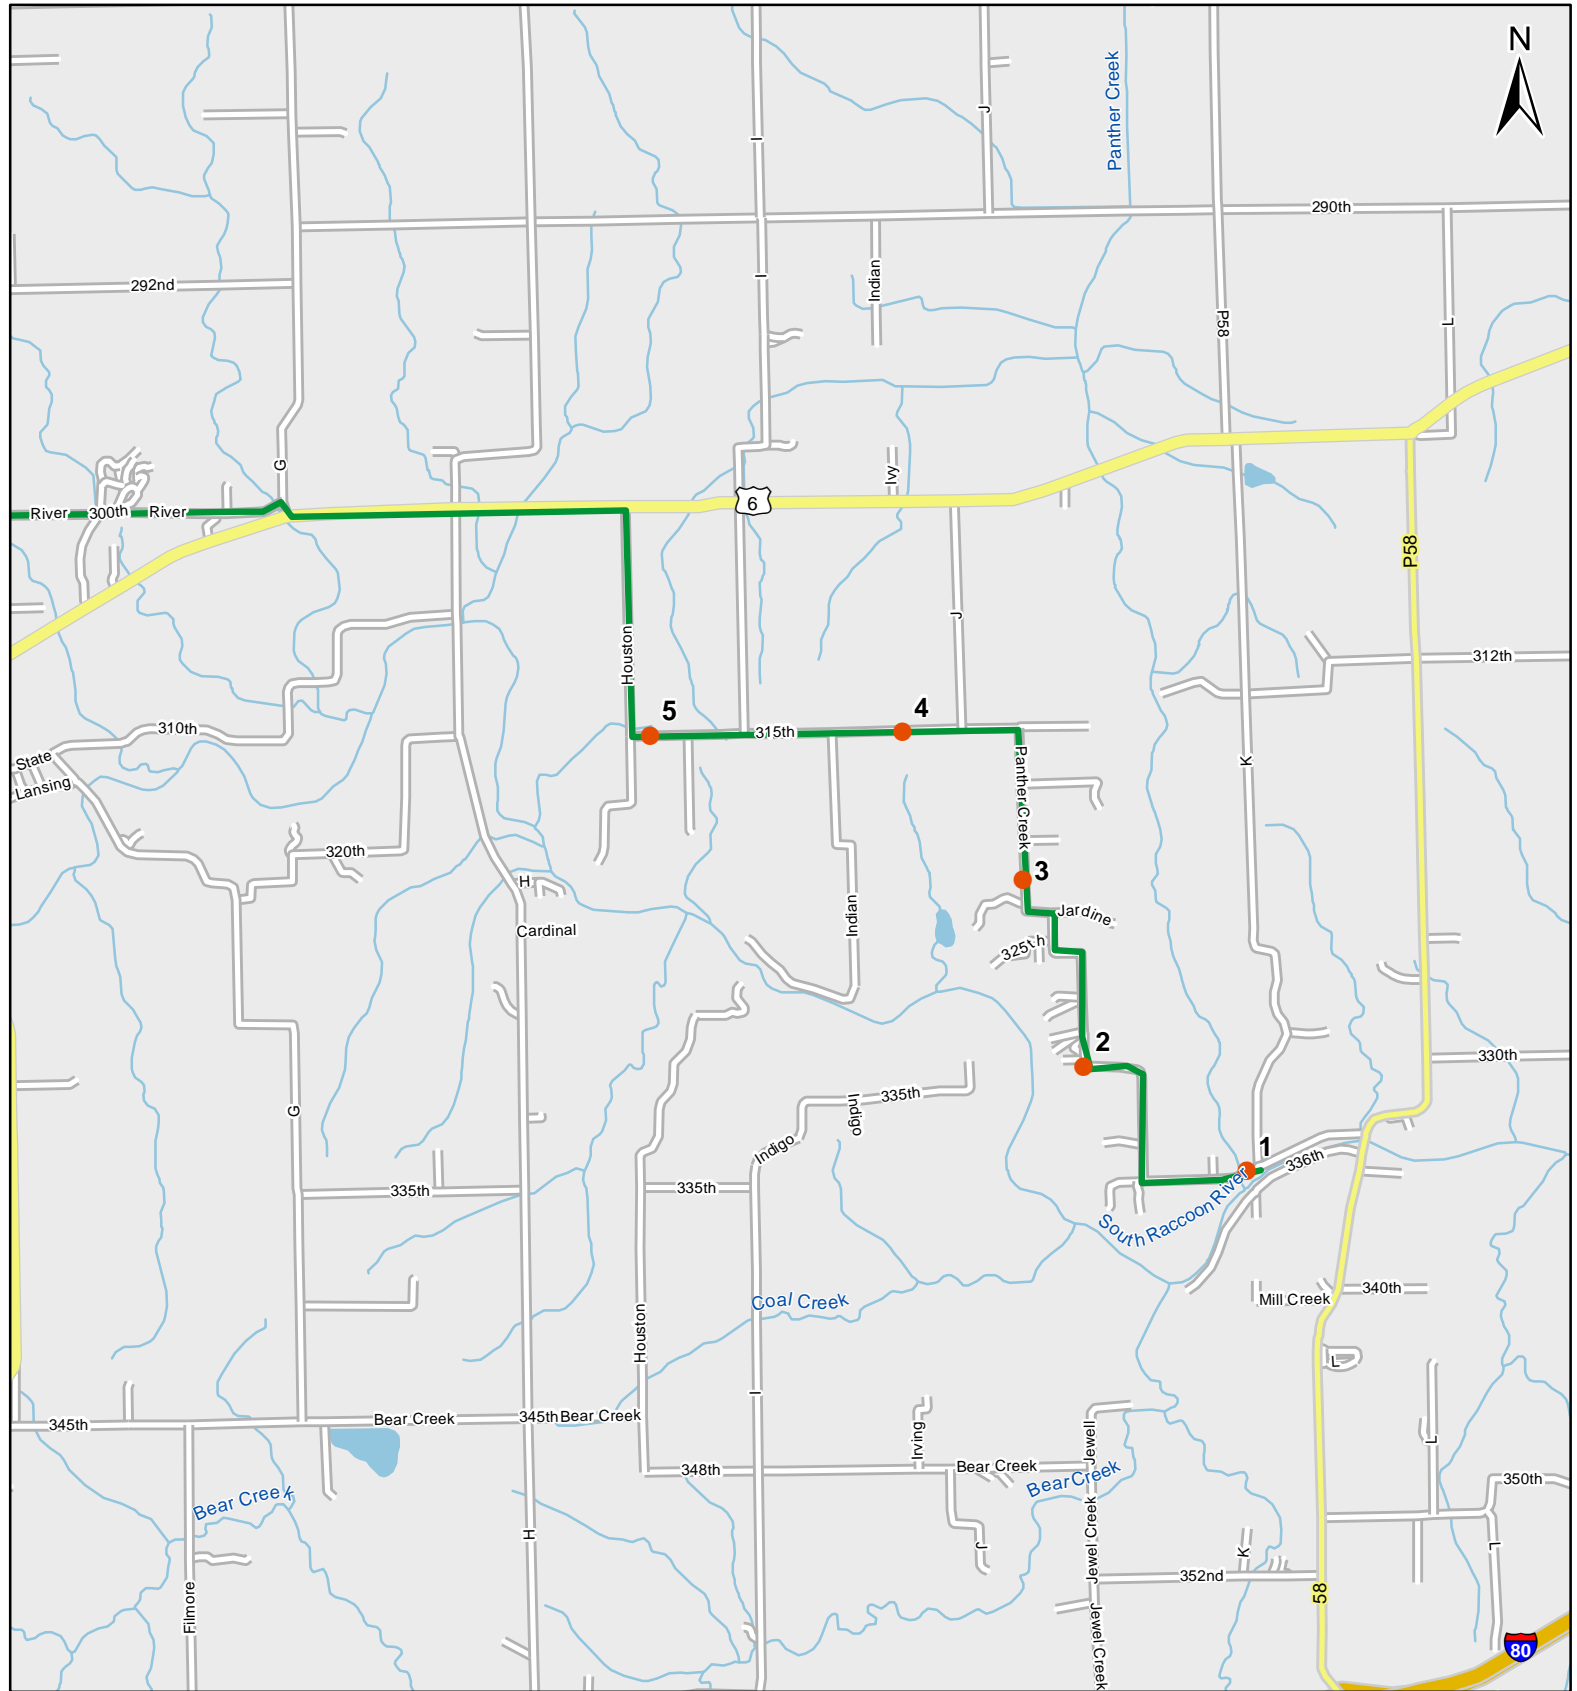 N
Panther Creek
J
I
290th
Indian
I
292nd
P58
L
G
Ivy
6
River
300th
River
P58
J
Houston
312th
5
4
315th
310th
State
Lansing
Panther Creek
K
320th
3
H
Jardine
Indian
Cardinal
325th
2
330th
335th
Indigo
G
Indigo
1
336th
335th
335th
South Raccoon River
340th
Mill Creek
Coal Creek
Houston
L
I
345th
Bear Creek
345th
Bear Creek
Irving
Jewell
L
348th
Bear Creek
Bear Creek
350th
Bear Creek
H
Jewel Creek
J
K
L
352nd
58
Filmore
Jewel Creek
80